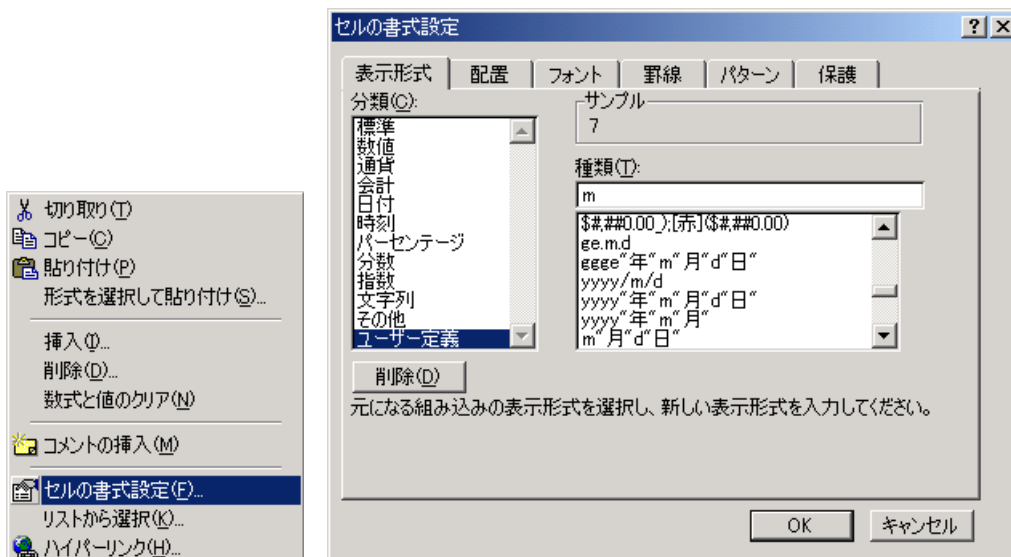 切り取り(T)
コピー(C)
貼り付け(P)
形式を選択して貼り付け(S)...
挿入(I)...
削除(D)...
数式と値のクリア(N)
コメントの挿入(M)
セルの書式設定(F)...
リストから選択(K)...
ハイパーリンク(H)...
セルの書式設定
表示形式 配置 フォント 罫線 パターン 保護
分類(C):
標準
数値
通貨
会計
日付
時刻
パーセンテージ
分数
指数
文字列
その他
ユーザー定義
サンプル
7
種類(T):
m
$#,##0.00_);[赤]($#,##0.00)
ge.m.d
ggge"年"m"月"d"日"
yyyy/m/d
yyyy"年"m"月"d"日"
yyyy"年"m"月"
m"月"d"日"
削除(D)
元になる組み込みの表示形式を選択し、新しい表示形式を入力してください。
OK キャンセル